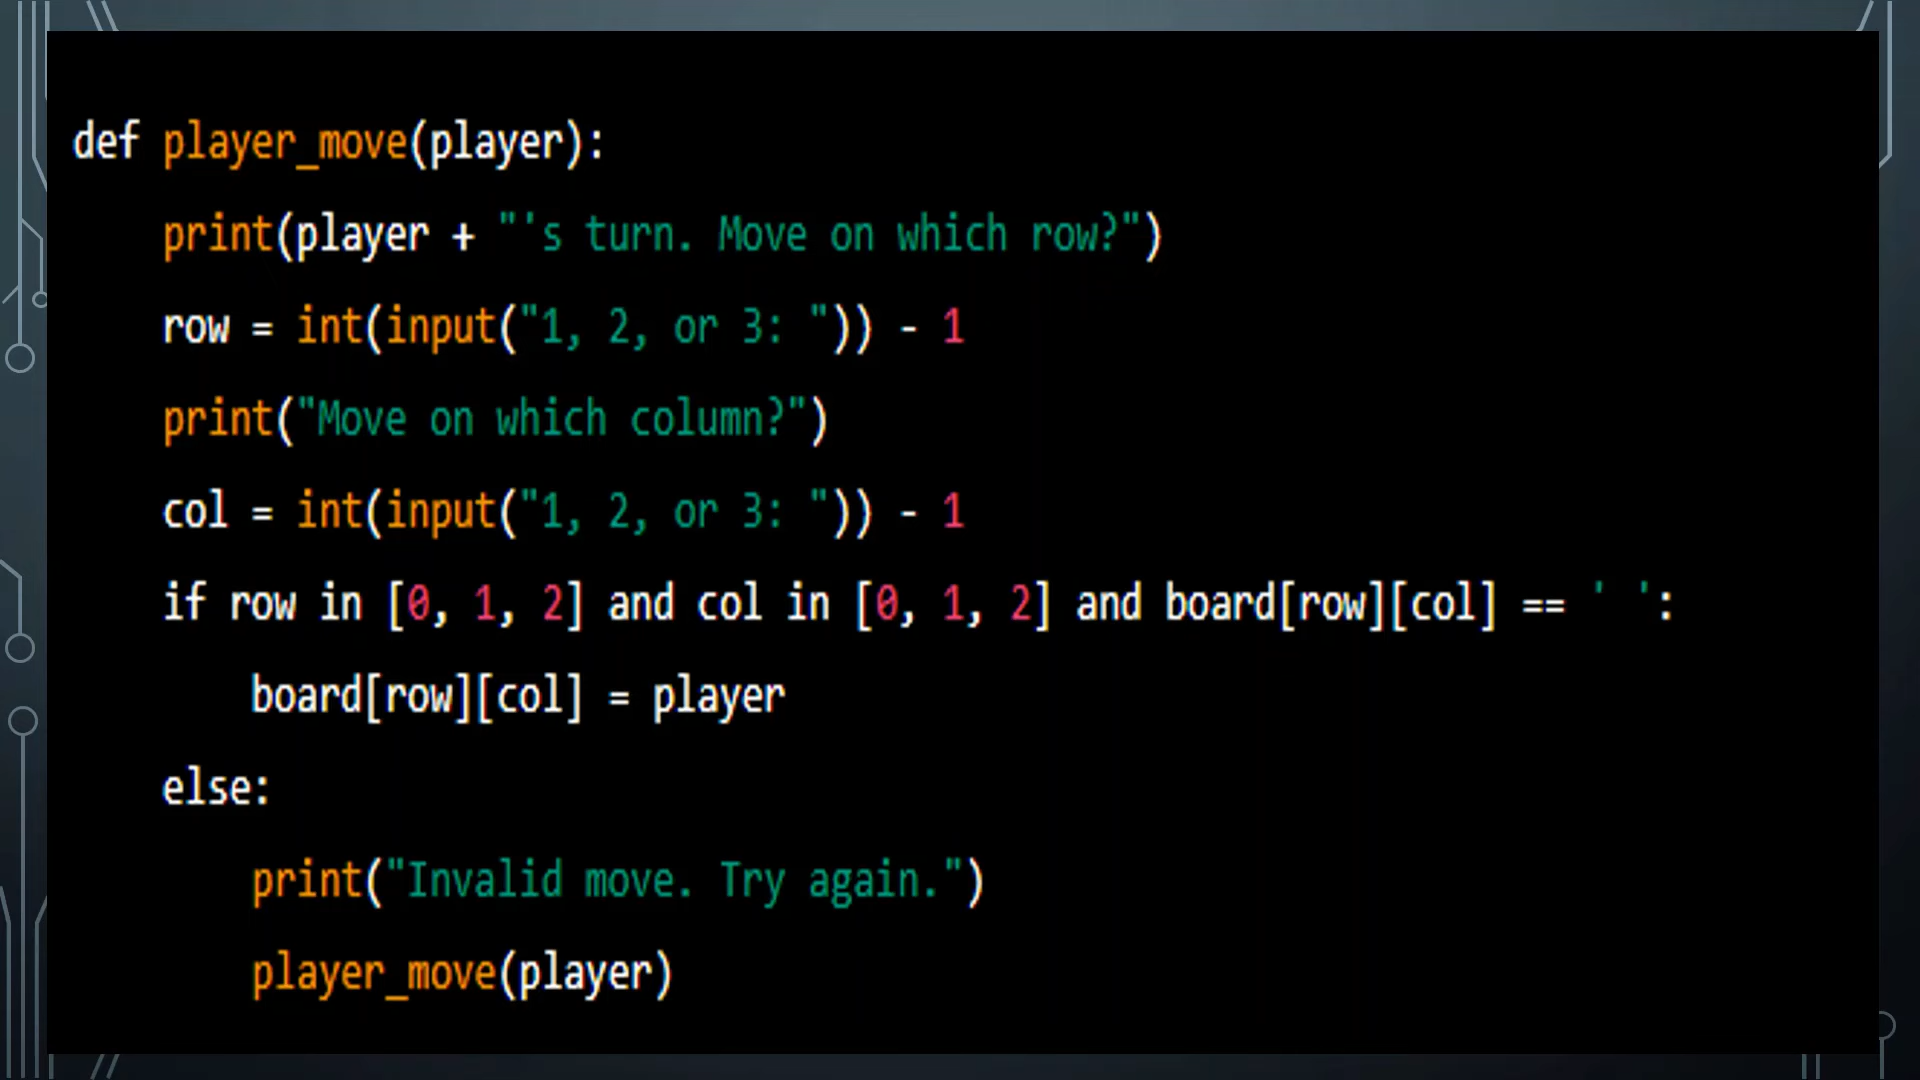 def player_move(player):
    print(player + "'s turn. Move on which row?")
    row = int(input("1, 2, or 3: ")) - 1
    print("Move on which column?")
    col = int(input("1, 2, or 3: ")) - 1
    if row in [0, 1, 2] and col in [0, 1, 2] and board[row][col] == ' ':
        board[row][col] = player
    else:
        print("Invalid move. Try again.")
        player_move(player)